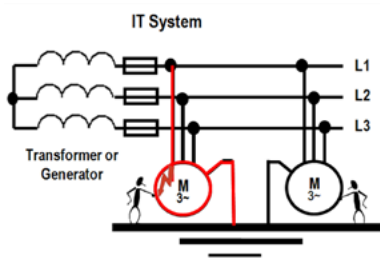 IT System
L1
L2
L3
Transformer or
Generator
M
3~
M
3~